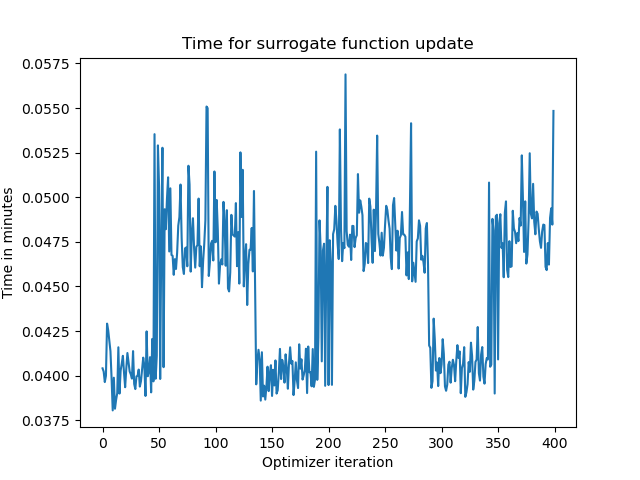 Time for surrogate function update
Time in minutes
0.0575
0.0550
0.0525
0.0500
0.0475
0.0450
0.0425
0.0400
0.0375
0 50 100 150 200 250 300 350 400
Optimizer iteration